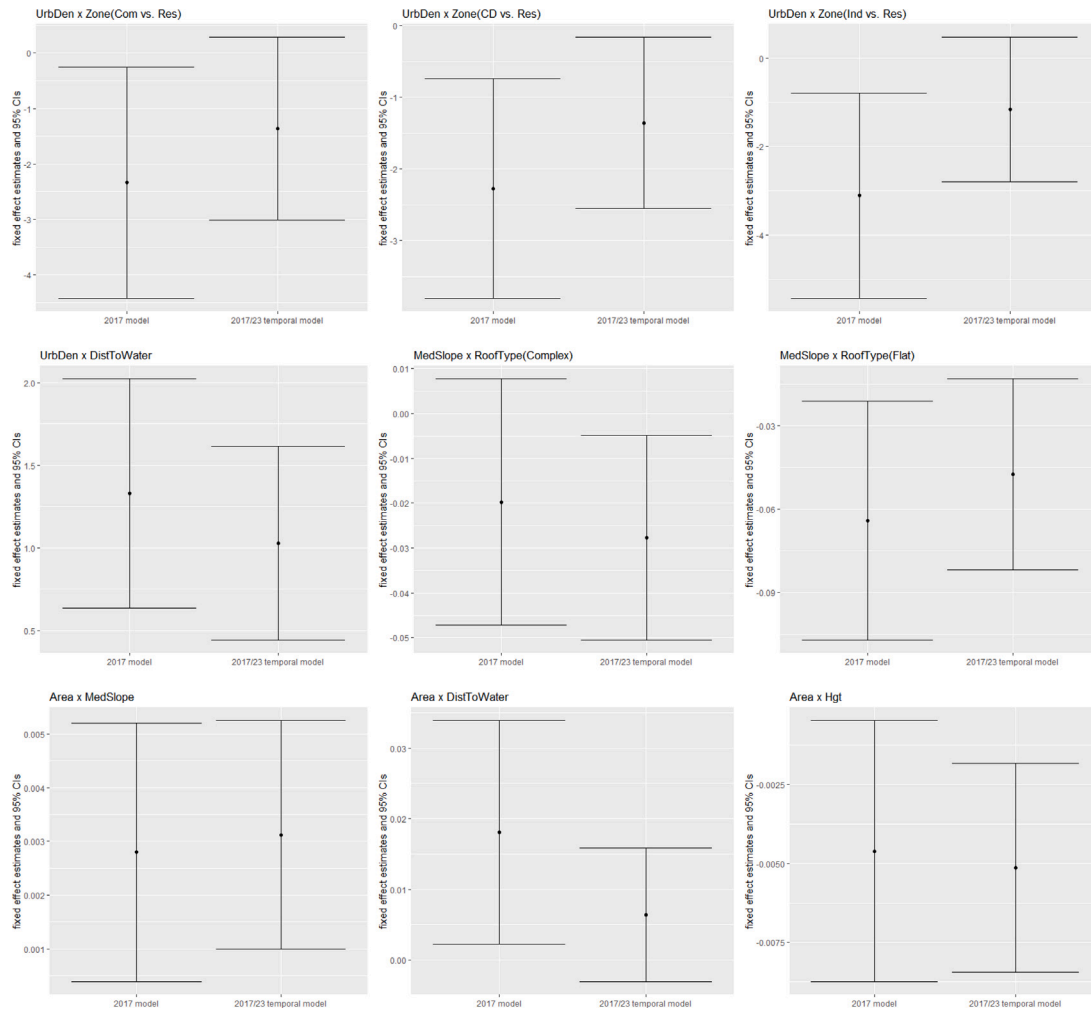 UrbDen x Zone(Com vs. Res)
fixed effect estimates and 95% CIs
0
-1
-2
-3
-4
2017 model
2017/23 temporal model
UrbDen x Zone(CD vs. Res)
fixed effect estimates and 95% CIs
0
-1
-2
-3
2017 model
2017/23 temporal model
UrbDen x Zone(Ind vs. Res)
fixed effect estimates and 95% CIs
0
-2
-4
2017 model
2017/23 temporal model
UrbDen x DistToWater
fixed effect estimates and 95% CIs
2.0
1.5
1.0
0.5
2017 model
2017/23 temporal model
MedSlope x RoofType(Complex)
fixed effect estimates and 95% CIs
0.01
0.00
-0.01
-0.02
-0.03
-0.04
-0.05
2017 model
2017/23 temporal model
MedSlope x RoofType(Flat)
fixed effect estimates and 95% CIs
-0.03
-0.06
-0.09
2017 model
2017/23 temporal model
Area x MedSlope
fixed effect estimates and 95% CIs
0.005
0.004
0.003
0.002
0.001
2017 model
2017/23 temporal model
Area x DistToWater
fixed effect estimates and 95% CIs
0.03
0.02
0.01
0.00
2017 model
2017/23 temporal model
Area x Hgt
fixed effect estimates and 95% CIs
-0.0025
-0.0050
-0.0075
2017 model
2017/23 temporal model